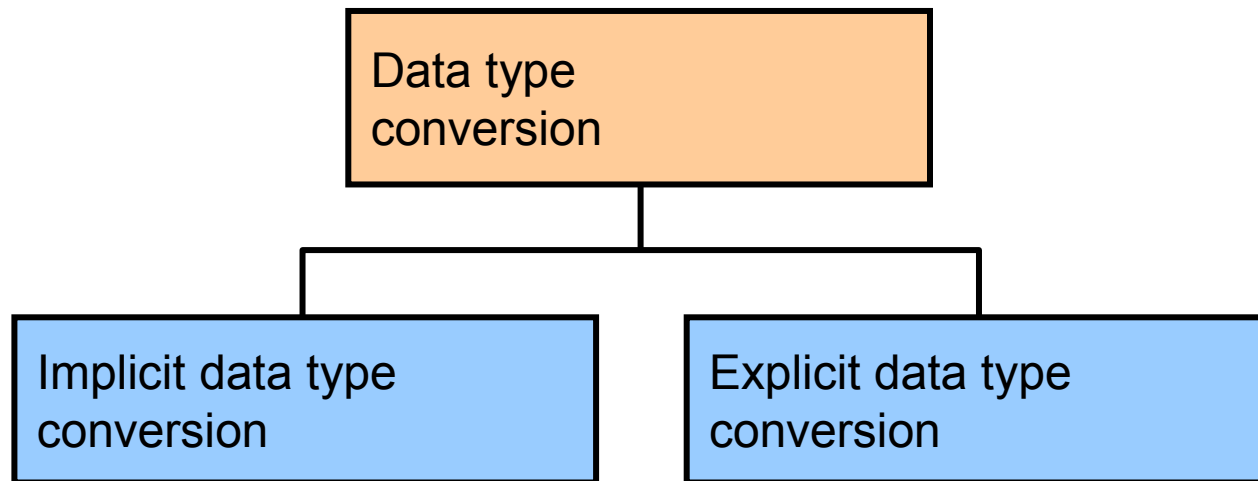 Data type
conversion
Implicit data type
conversion
Explicit data type
conversion